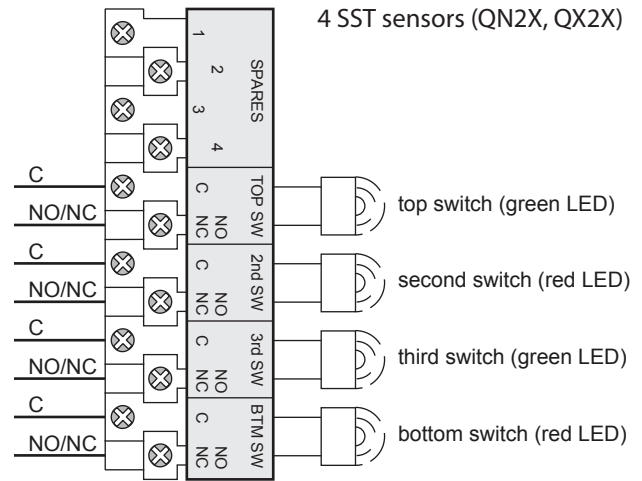 4 SST sensors (QN2X, QX2X)
1
2
3
4
SPARES
C
NO/NC
C
NC
NO
TOP SW
top switch (green LED)
C
NO/NC
C
NC
NO
2nd SW
second switch (red LED)
C
NO/NC
C
NC
NO
3rd SW
third switch (green LED)
C
NO/NC
C
NC
NO
BTM SW
bottom switch (red LED)